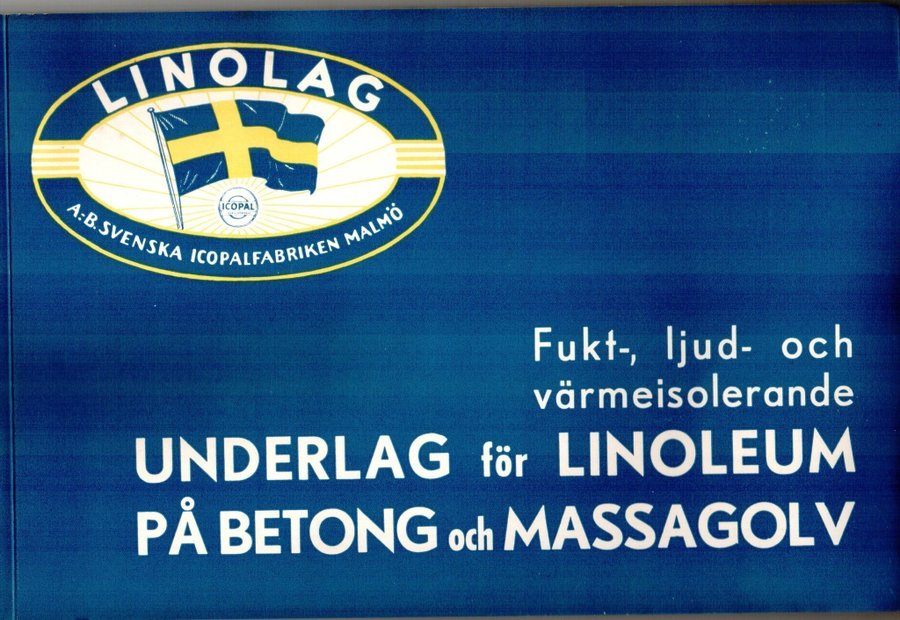 LINOLAG
ICOPAL
A.-B. SVENSKA ICOPALFABRIKEN MALMÖ
Fukt-, ljud- och
värmeisolerande
UNDERLAG för LINOLEUM
PÅ BETONG och MASSAGOLV